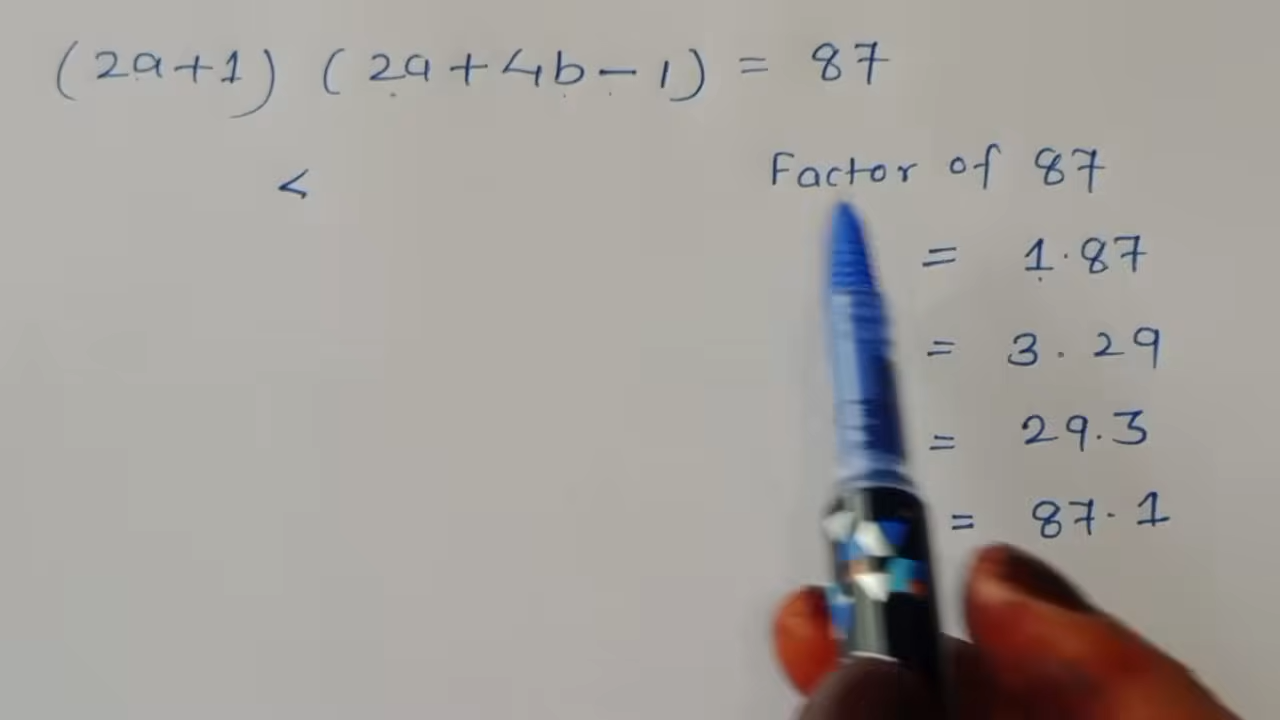 (2a+1) (2a+4b-1) = 87
<
Factor of 87
= 1.87
= 3.29
= 29.3
= 87.1